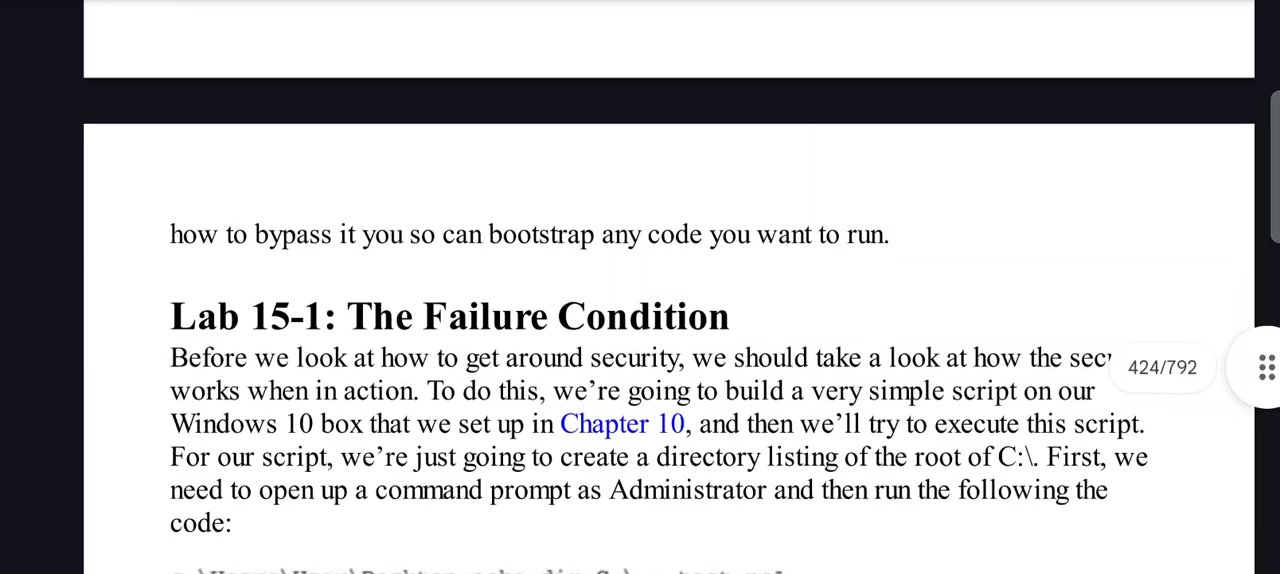 how to bypass it you so can bootstrap any code you want to run.
Lab 15-1: The Failure Condition
Before we look at how to get around security, we should take a look at how the
works when in action. To do this, we’re going to build a very simple script on our
Windows 10 box that we set up in Chapter 10, and then we’ll try to execute this script.
For our script, we’re just going to create a directory listing of the root of C:\. First, we
need to open up a command prompt as Administrator and then run the following the
code:
424/792